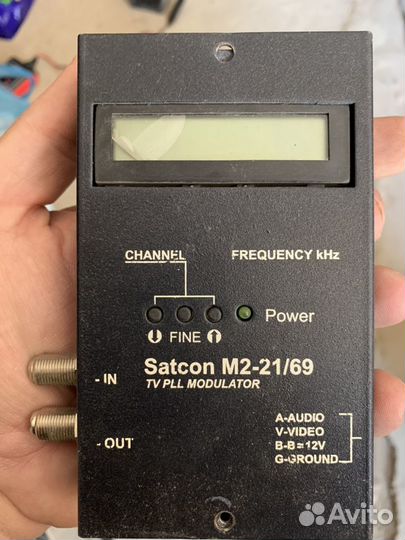 CHANNEL FREQUENCY kHz
FINE Power
Satcon M2-21/69
TV PLL MODULATOR
- IN
- OUT
A-AUDIO
V-VIDEO
B-B≃12V
G-GROUND
Avito